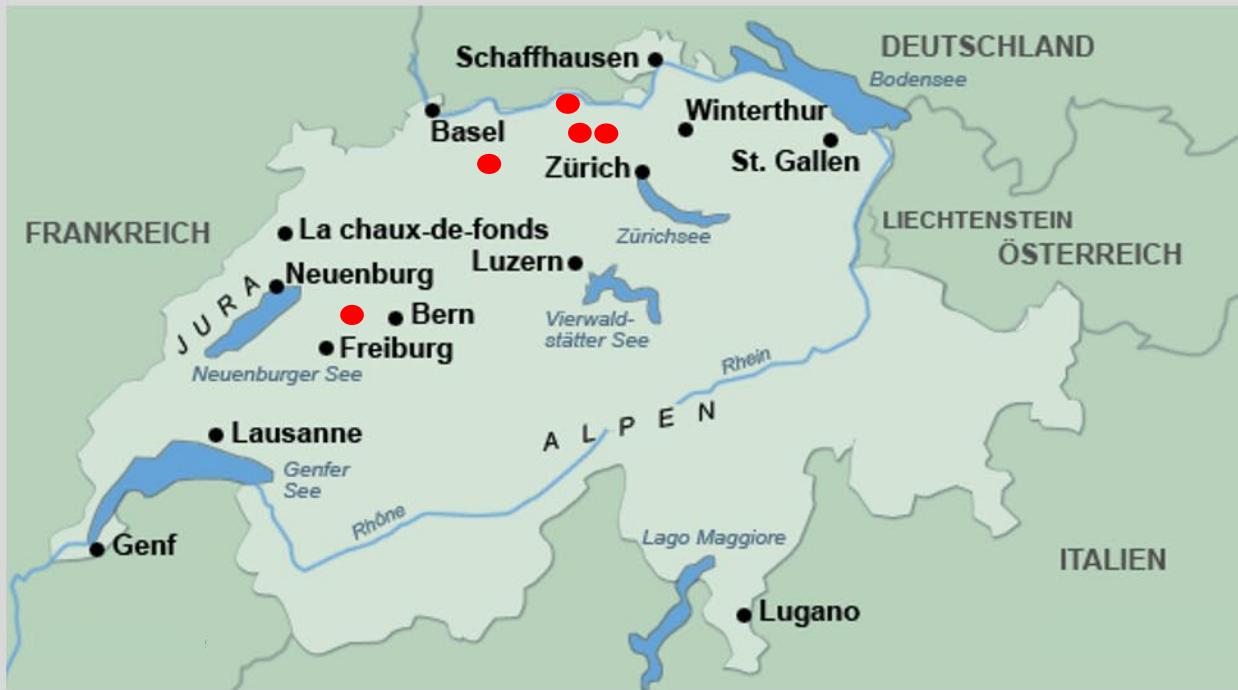 DEUTSCHLAND
Schaffhausen
Bodensee
Winterthur
Basel
St. Gallen
Zürich
LIECHTENSTEIN
FRANKREICH
La chaux-de-fonds
Zürichsee
ÖSTERREICH
Luzern
Neuenburg
JURA
Bern
Vierwald-
stätter See
Freiburg
Rhein
Neuenburger See
ALPEN
Lausanne
Genfer
See
Rhône
Lago Maggiore
Genf
ITALIEN
Lugano